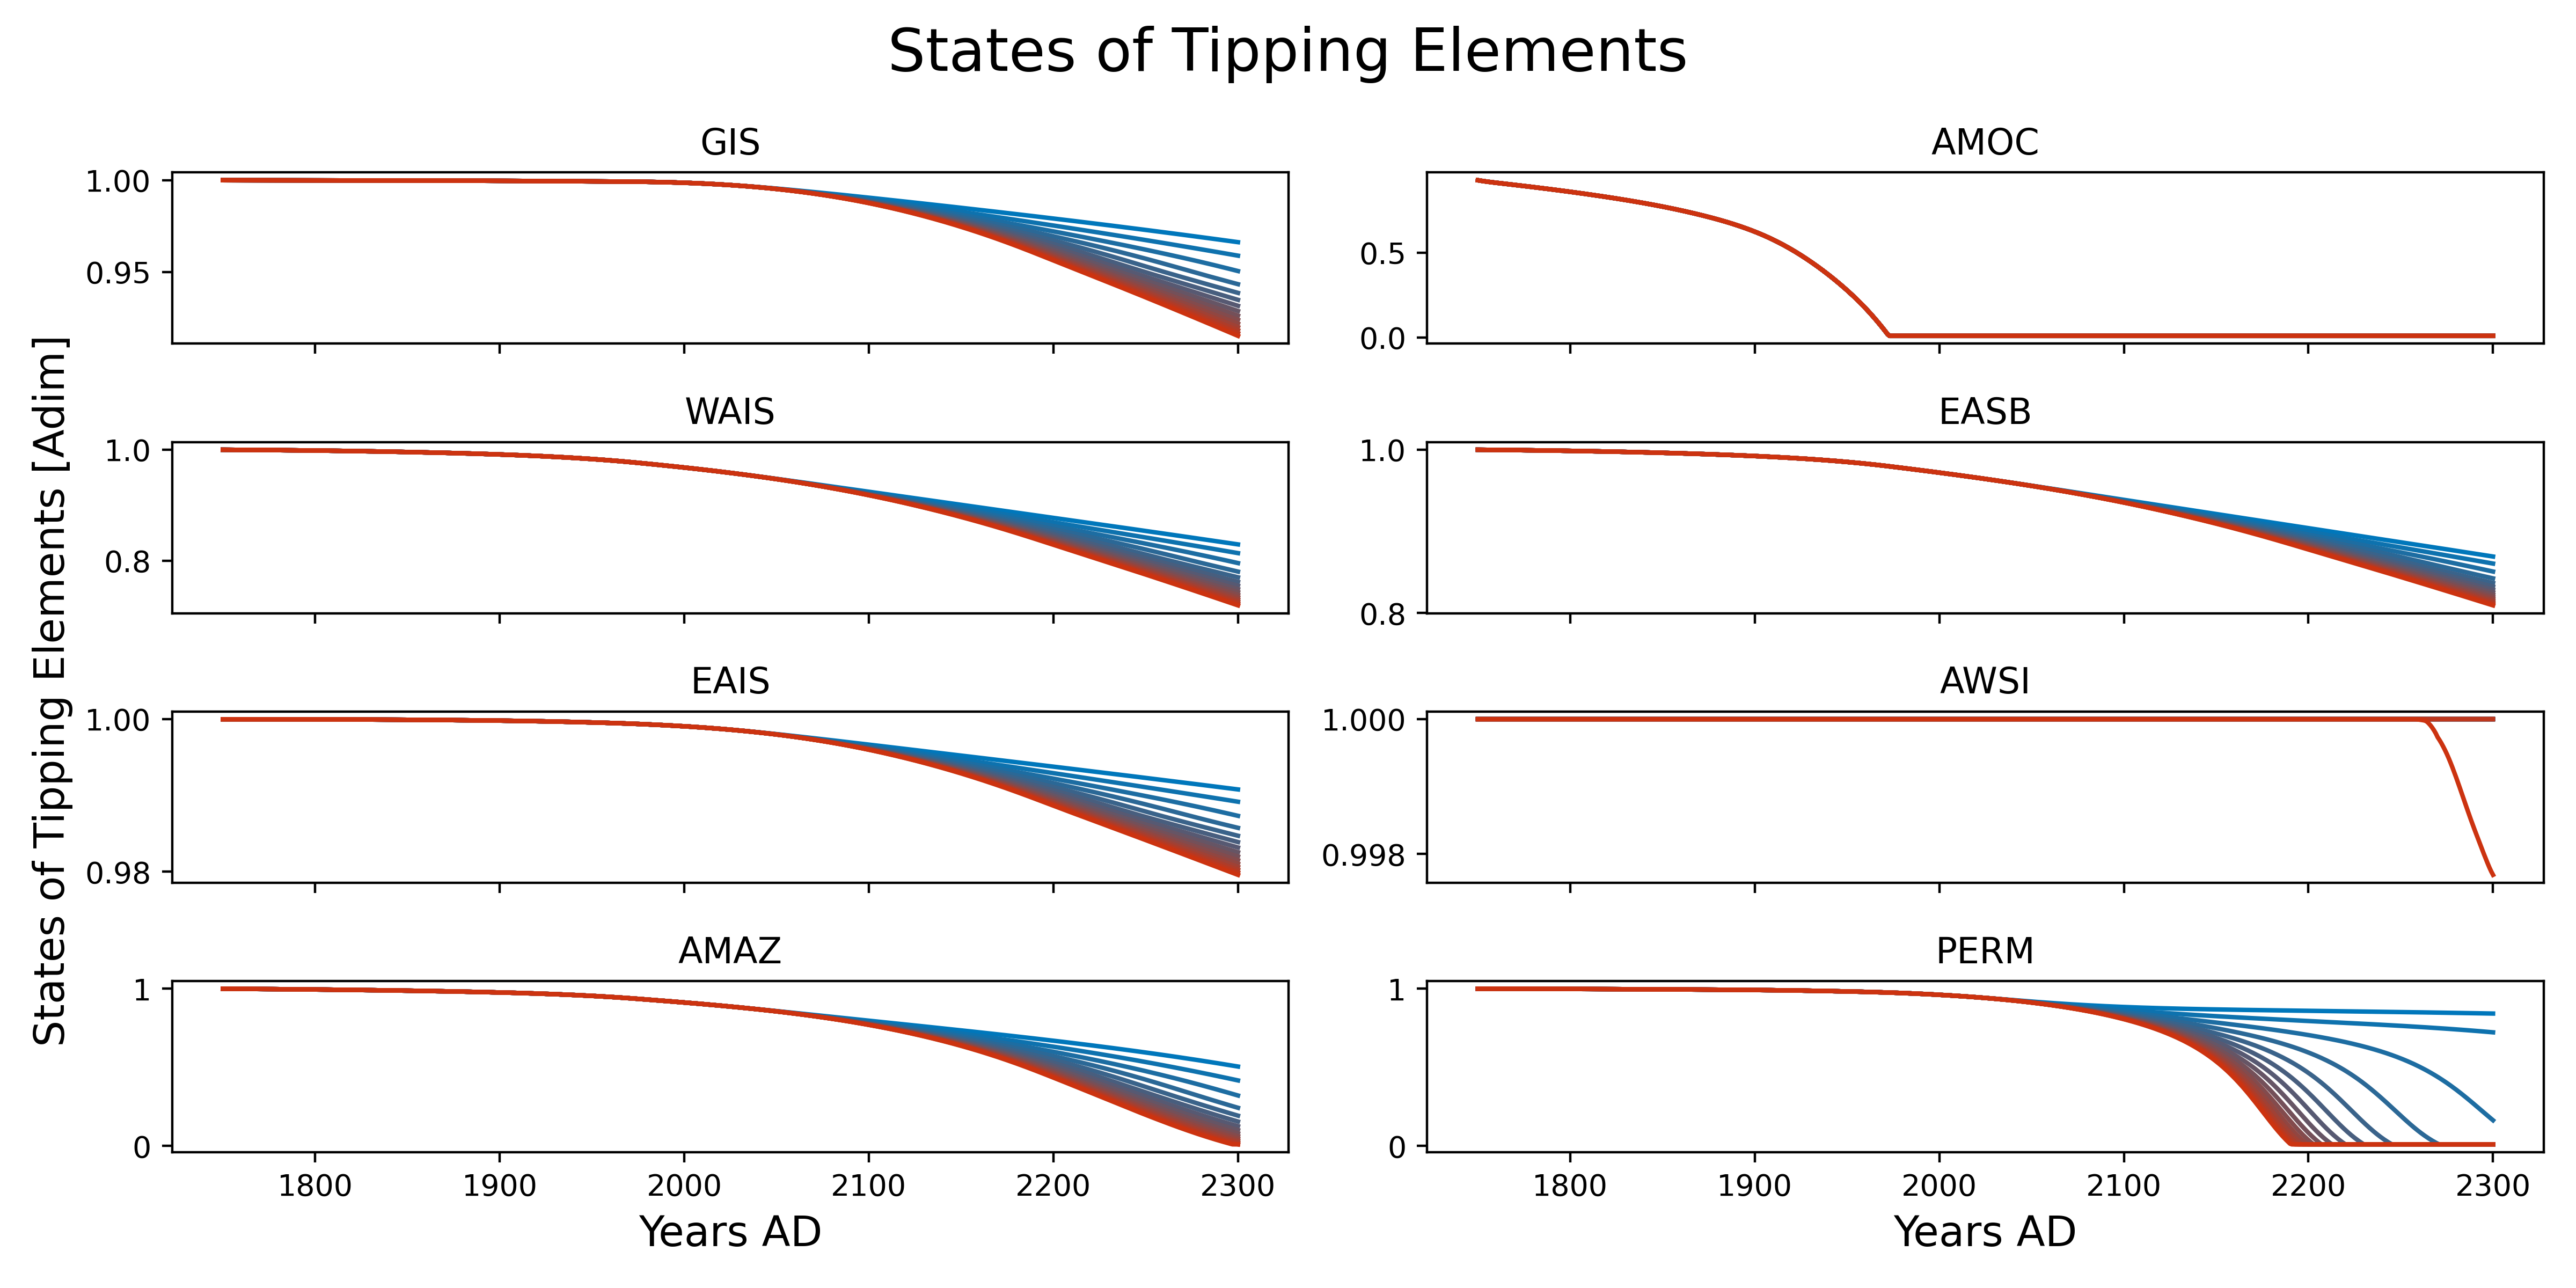 States of Tipping Elements
States of Tipping Elements [Adim]
GIS
1.00
0.95
AMOC
0.5
0.0
WAIS
1.0
0.8
EASB
1.0
0.8
EAIS
1.00
0.98
AWSI
1.000
0.998
AMAZ
1
0
1800 1900 2000 2100 2200 2300
Years AD
PERM
1
0
1800 1900 2000 2100 2200 2300
Years AD